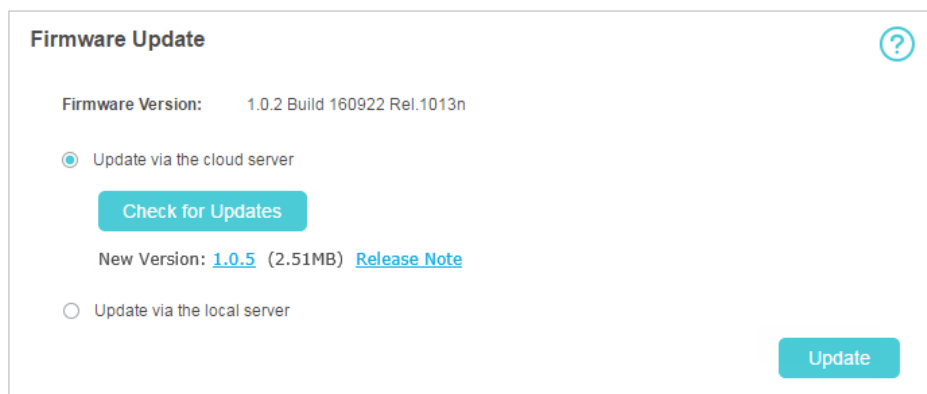 Firmware Update
?
Firmware Version: 1.0.2 Build 160922 Rel.1013n
Update via the cloud server
Check for Updates
New Version: 1.0.5 (2.51MB) Release Note
Update via the local server
Update